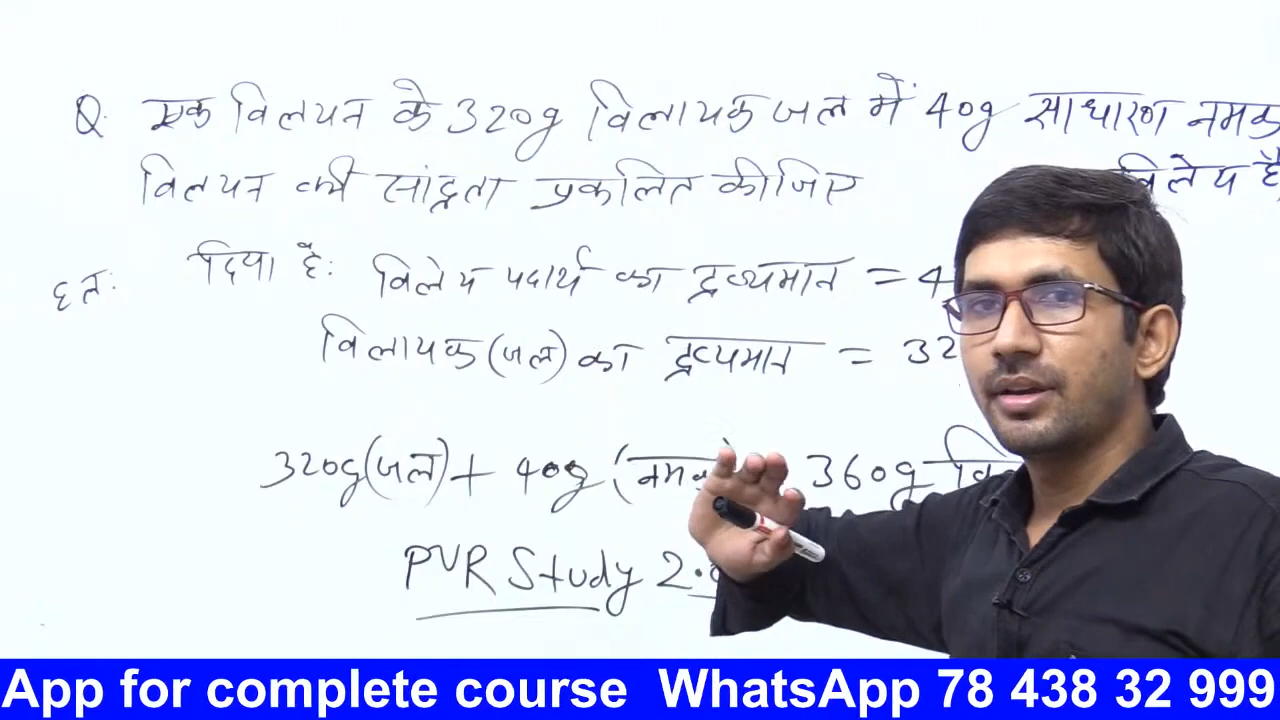 Q. एक विलयन के 320g विलायक जल में 40g साधारण नमक
विलेय है,
विलयन की सांद्रता प्रकलित कीजिए
हल: दिया है: विलेय पदार्थ का द्रव्यमान = 4
विलायक (जल) का द्रव्यमान = 32
320g (जल) + 40g (नमक) 360g
PVR Study 2.
App for complete course WhatsApp 78 438 32 999